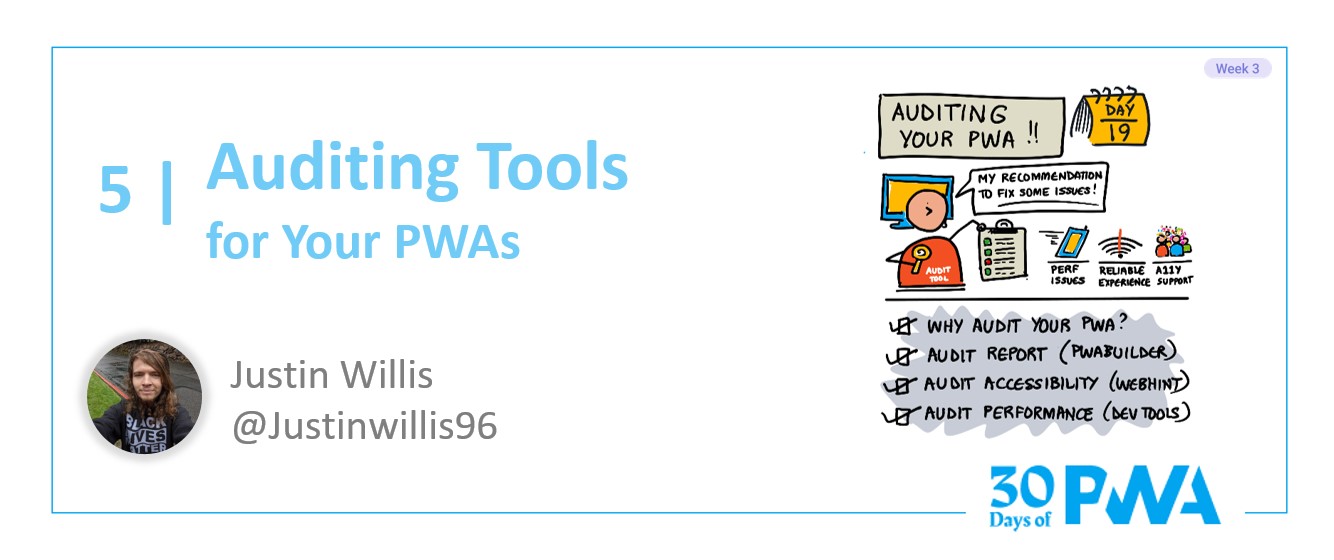 Week 3
5 |
Auditing Tools
for Your PWAs
Justin Willis
@Justinwillis96
BLACK
LIVES
MATTER
AUDITING
YOUR PWA !!
DAY
19
MY RECOMMENDATION
TO FIX SOME ISSUES!
AUDIT
TOOL
PERF
ISSUES
RELIABLE
EXPERIENCE
A11Y
SUPPORT
WHY AUDIT YOUR PWA?
AUDIT REPORT (PWABUILDER)
AUDIT ACCESSIBILITY (WEBHINT)
AUDIT PERFORMANCE (DEV TOOLS)
30
Days of
PWA